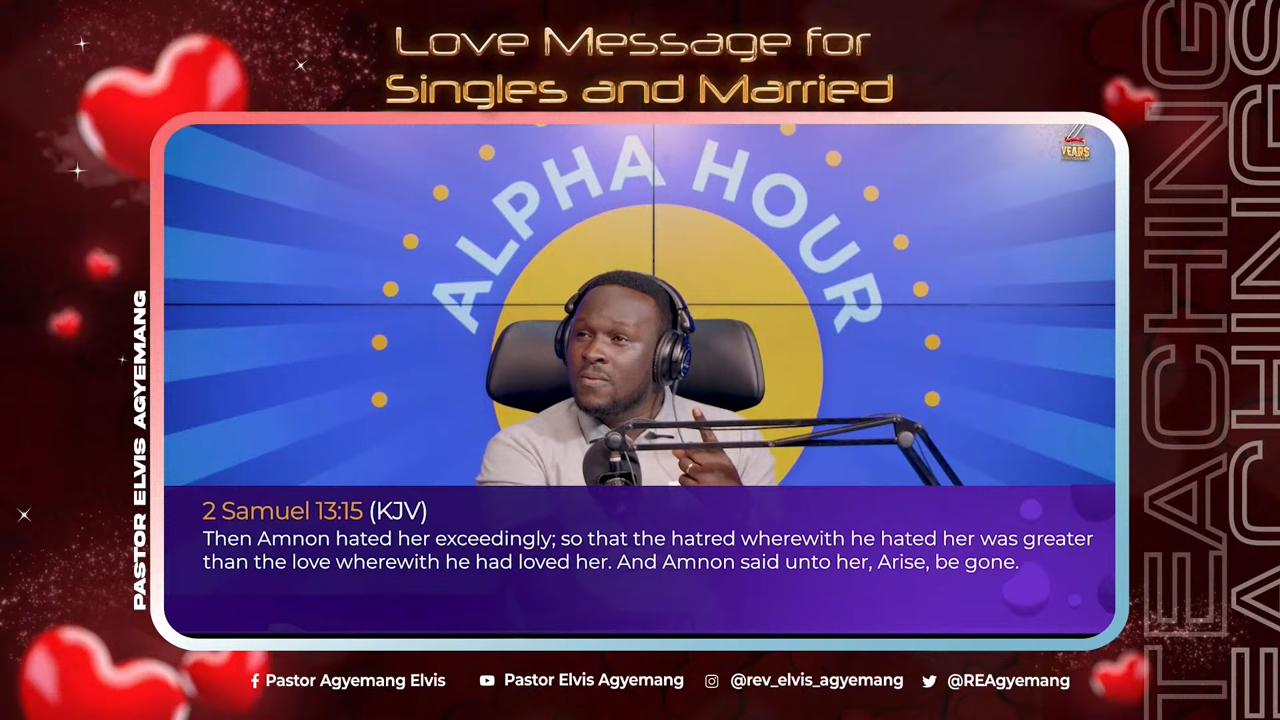 Love Message for
Singles and Married
ALPHA HOUR
YEARS
PASTOR ELVIS AGYEMANG
2 Samuel 13:15 (KJV)
Then Amnon hated her exceedingly; so that the hatred wherewith he hated her was greater
than the love wherewith he had loved her. And Amnon said unto her, Arise, be gone.
Pastor Agyemang Elvis
Pastor Elvis Agyemang
@rev_elvis_agyemang
@REAgyemang
TEACHING
TEACHINGS